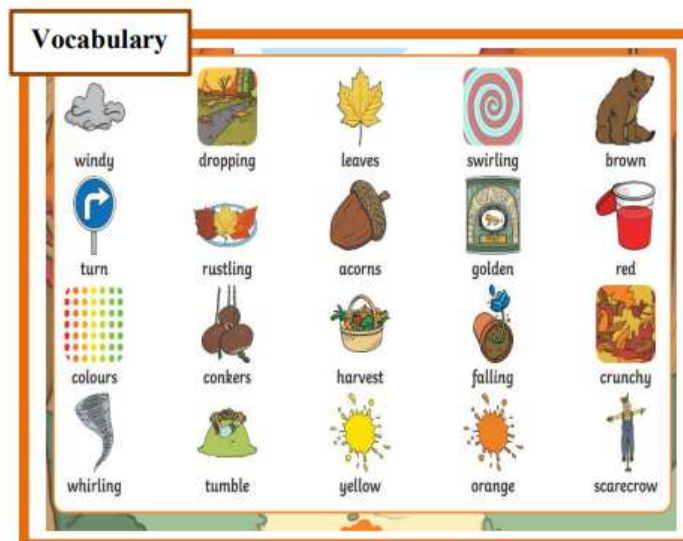 Vocabulary
windy dropping leaves swirling brown
turn rustling acorns golden red
colours conkers harvest falling crunchy
whirling tumble yellow orange scarecrow